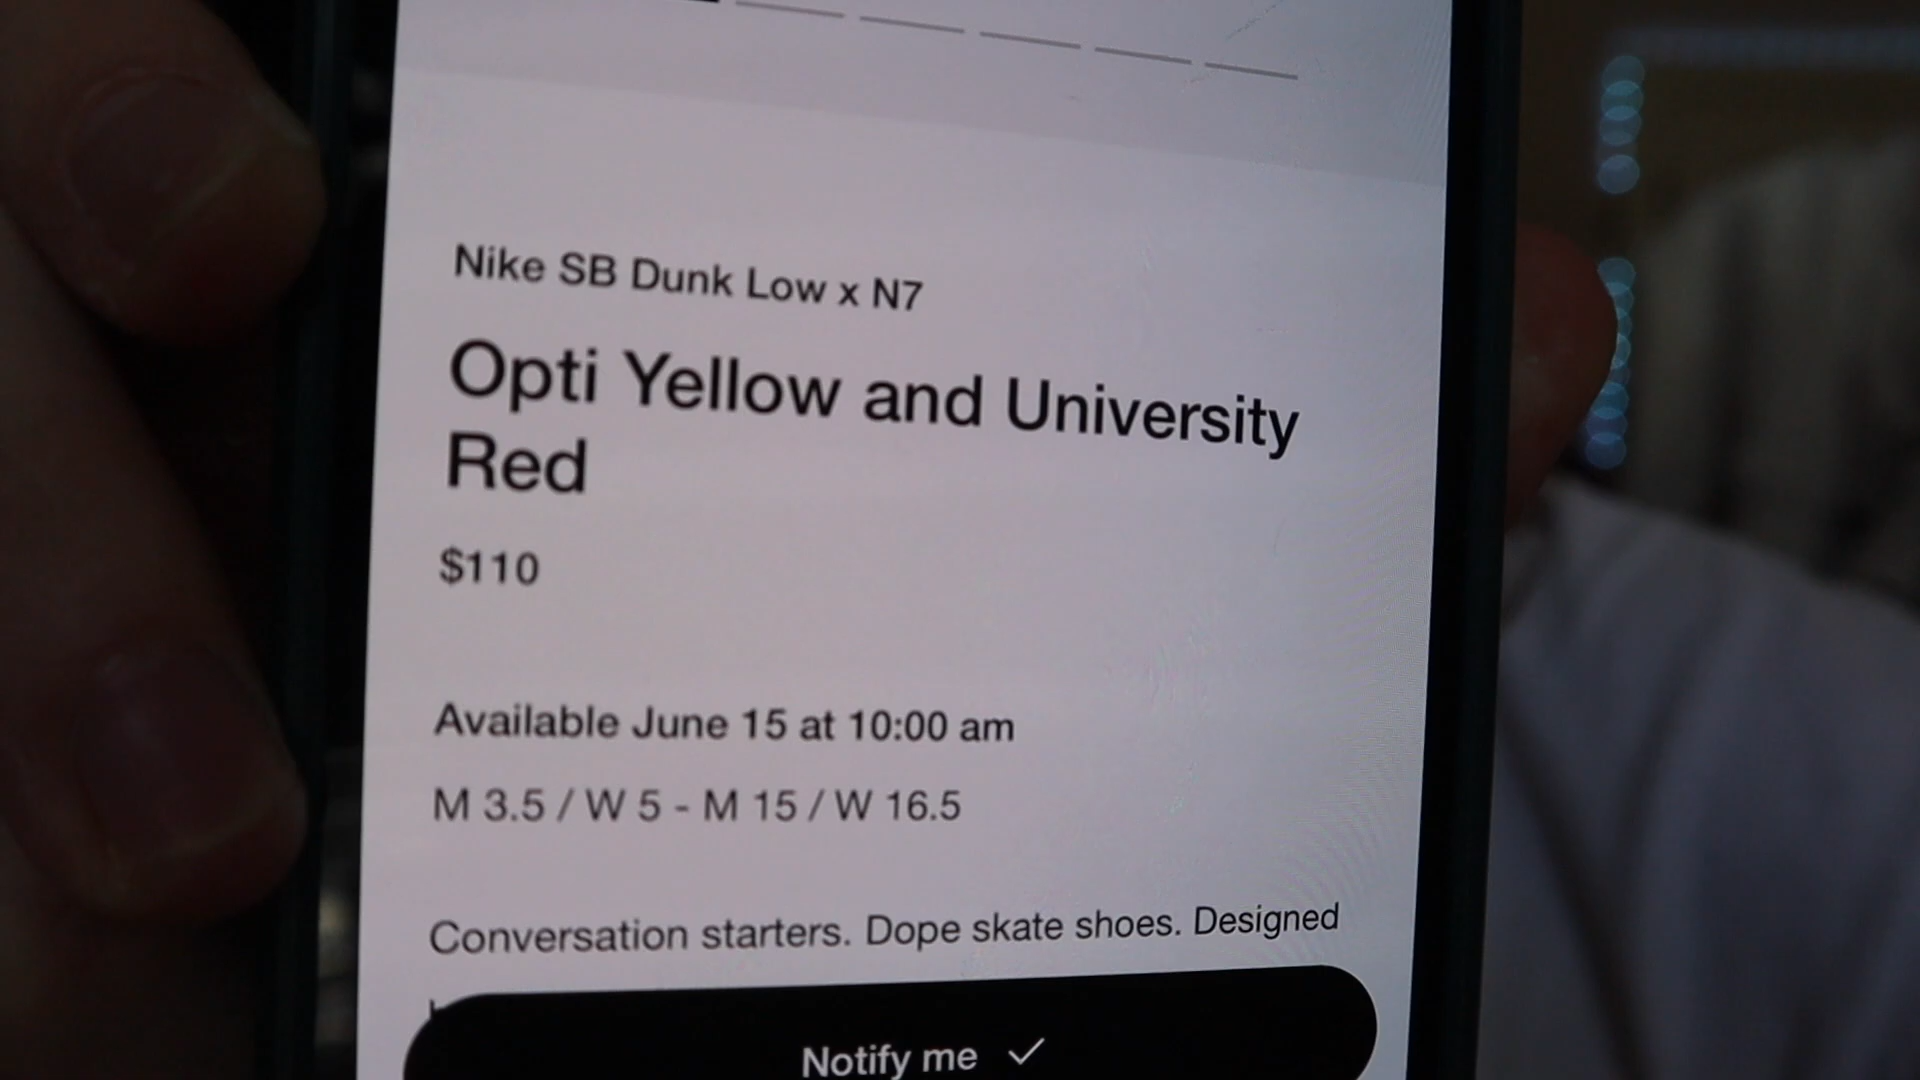 Nike SB Dunk Low x N7
Opti Yellow and University
Red
$110
Available June 15 at 10:00 am
M 3.5 / W 5 - M 15 / W 16.5
Conversation starters. Dope skate shoes. Designed
Notify me ✓